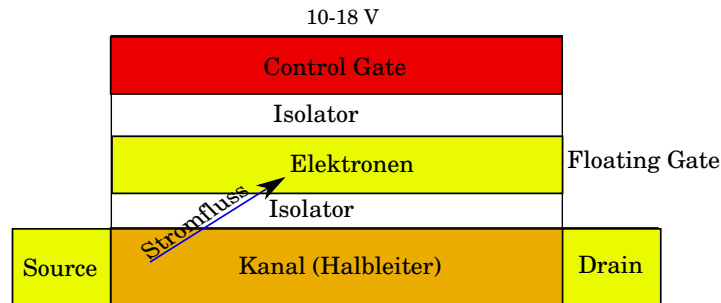 10-18 V
Control Gate
Isolator
Elektronen
Floating Gate
Stromfluss
Isolator
Source
Kanal (Halbleiter)
Drain